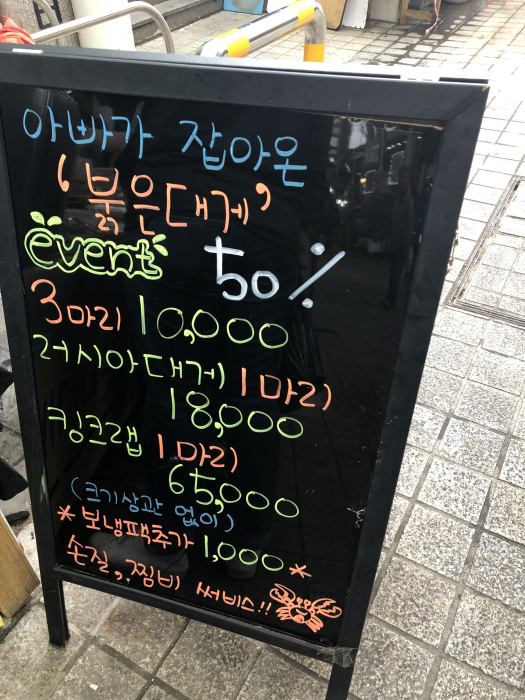 아빠가 잡아온
'붉은대게'
event 50%
3마리 10,000
러시아대게 1마리
18,000
킹크랩 1마리
65,000
(크기상관 없이)
*보냉팩추가 1,000*
손질, 찜비 써비스!!